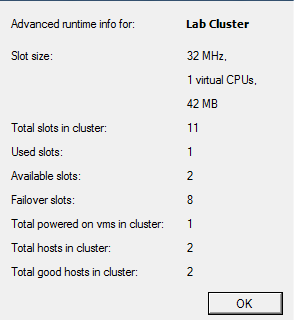 Advanced runtime info for: Lab Cluster
Slot size: 32 MHz,
1 virtual CPUs,
42 MB
Total slots in cluster: 11
Used slots: 1
Available slots: 2
Failover slots: 8
Total powered on vms in cluster: 1
Total hosts in cluster: 2
Total good hosts in cluster: 2
OK